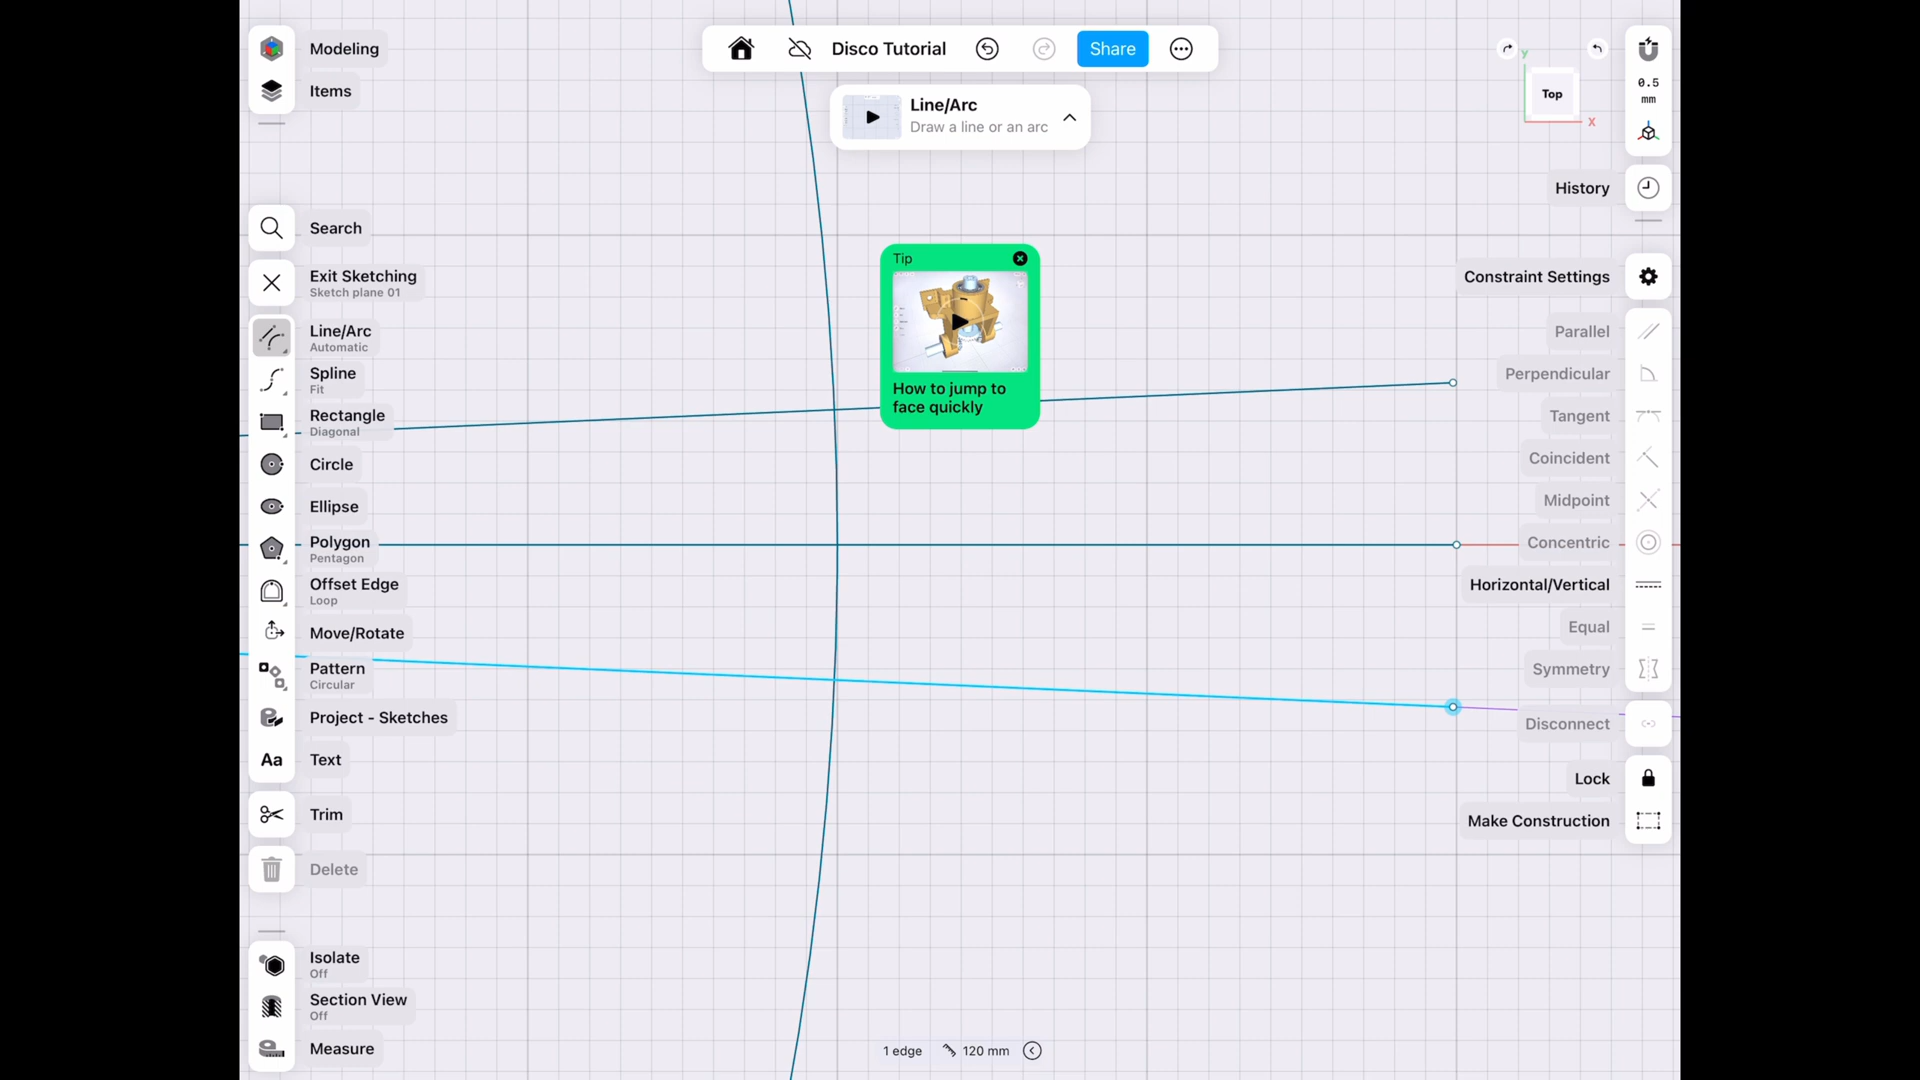 Modeling
Items
Disco Tutorial
Share
Line/Arc
Draw a line or an arc
y
Top
x
0.5
mm
History
Search
Exit Sketching
Sketch plane 01
Line/Arc
Automatic
Spline
Fit
Rectangle
Diagonal
Circle
Ellipse
Polygon
Pentagon
Offset Edge
Loop
Move/Rotate
Pattern
Circular
Project - Sketches
Aa
Text
Trim
Delete
Isolate
Off
Section View
Off
Measure
Tip
How to jump to
face quickly
Constraint Settings
Parallel
Perpendicular
Tangent
Coincident
Midpoint
Concentric
Horizontal/Vertical
Equal
Symmetry
Disconnect
Lock
Make Construction
1 edge
120 mm